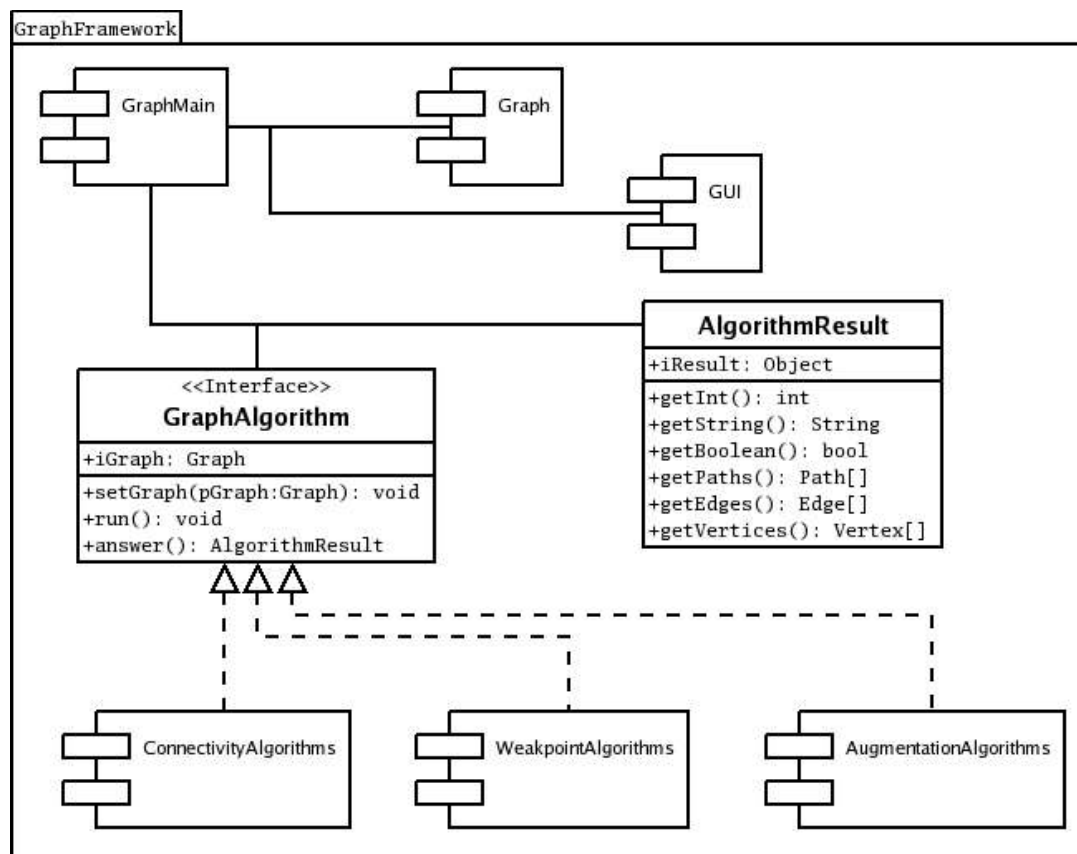 GraphFramework
GraphMain
Graph
GUI
AlgorithmResult
+iResult: Object
+getInt(): int
+getString(): String
+getBoolean(): bool
+getPaths(): Path[]
+getEdges(): Edge[]
+getVertices(): Vertex[]
<<Interface>>
GraphAlgorithm
+iGraph: Graph
+setGraph(pGraph:Graph): void
+run(): void
+answer(): AlgorithmResult
ConnectivityAlgorithms
WeakpointAlgorithms
AugmentationAlgorithms